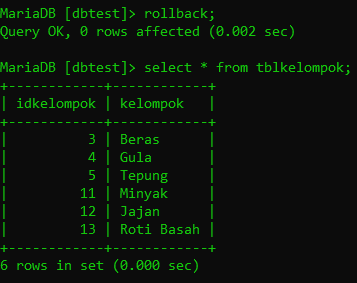 MariaDB [dbtest]> rollback;
Query OK, 0 rows affected (0.002 sec)

MariaDB [dbtest]> select * from tblkelompok;
+------------+------------+
| idkelompok | kelompok   |
+------------+------------+
|          3 | Beras      |
|          4 | Gula       |
|          5 | Tepung     |
|         11 | Minyak     |
|         12 | Jajan      |
|         13 | Roti Basah |
+------------+------------+
6 rows in set (0.000 sec)